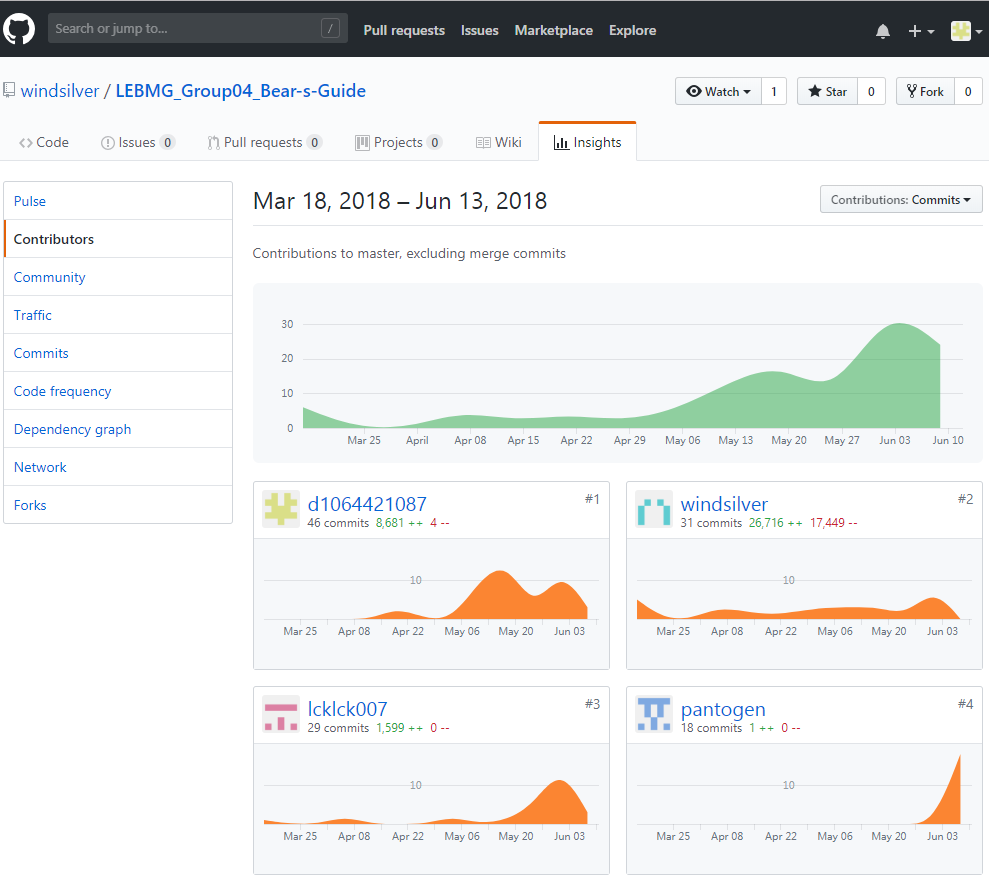 Search or jump to... /
Pull requests Issues Marketplace Explore
windsilver / LEBMG_Group04_Bear-s-Guide
Watch 1 Star 0 Fork 0
Code Issues 0 Pull requests 0 Projects 0 Wiki Insights
Pulse
Contributors
Community
Traffic
Commits
Code frequency
Dependency graph
Network
Forks
Mar 18, 2018 – Jun 13, 2018
Contributions: Commits
Contributions to master, excluding merge commits
30
20
10
0
Mar 25 April Apr 08 Apr 15 Apr 22 Apr 29 May 06 May 13 May 20 May 27 Jun 03 Jun 10
d1064421087 #1
46 commits 8,681 ++ 4 --
10
Mar 25 Apr 08 Apr 22 May 06 May 20 Jun 03
windsilver #2
31 commits 26,716 ++ 17,449 --
10
Mar 25 Apr 08 Apr 22 May 06 May 20 Jun 03
lcklck007 #3
29 commits 1,599 ++ 0 --
10
Mar 25 Apr 08 Apr 22 May 06 May 20 Jun 03
pantogen #4
18 commits 1 ++ 0 --
10
Mar 25 Apr 08 Apr 22 May 06 May 20 Jun 03